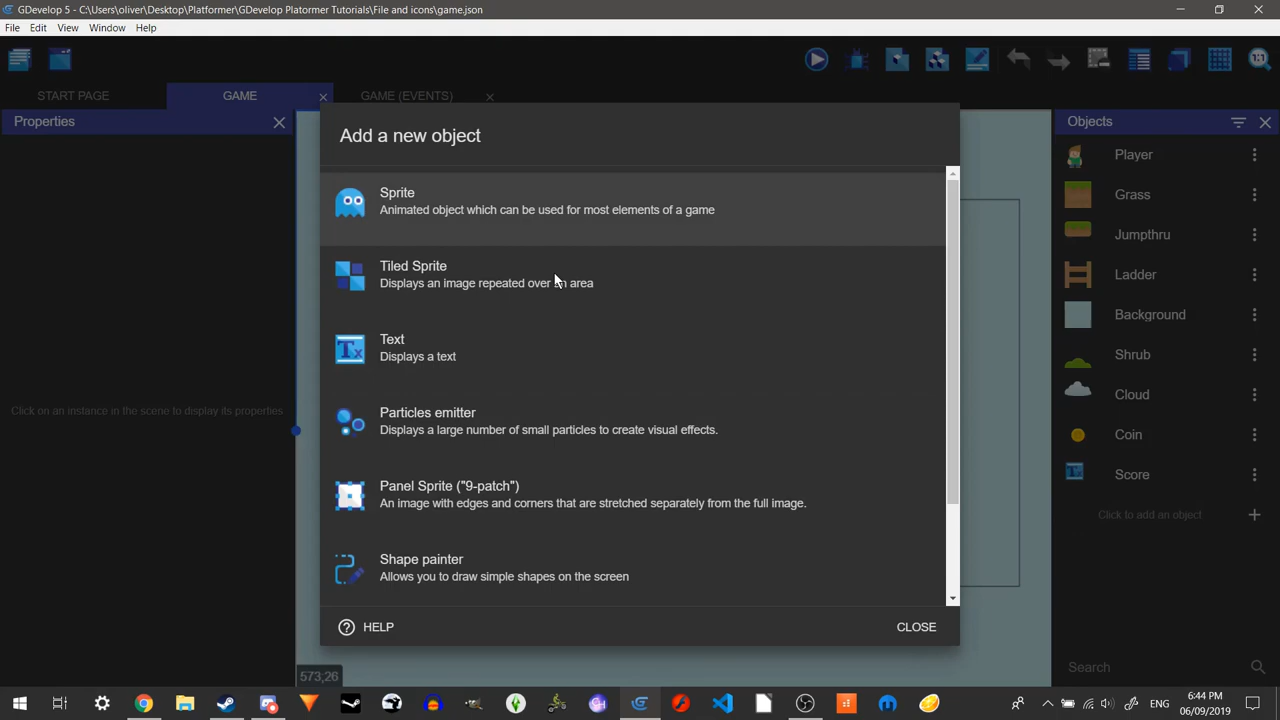 GDevelop 5 - C:\Users\oliver\Desktop\Platformer\GDevelop Platormer Tutorials\File and icons\game.json
File Edit View Window Help
1:1
START PAGE
GAME
GAME (EVENTS)
Properties
Add a new object
Objects
Sprite
Animated object which can be used for most elements of a game
Tiled Sprite
Displays an image repeated over an area
Text
Displays a text
Particles emitter
Displays a large number of small particles to create visual effects.
Panel Sprite ("9-patch")
An image with edges and corners that are stretched separately from the full image.
Shape painter
Allows you to draw simple shapes on the screen
HELP
CLOSE
Click on an instance in the scene to display its properties
Player
Grass
Jumpthru
Ladder
Background
Shrub
Cloud
Coin
Score
Click to add an object
Search
573,26
ENG
6:44 PM
06/09/2019